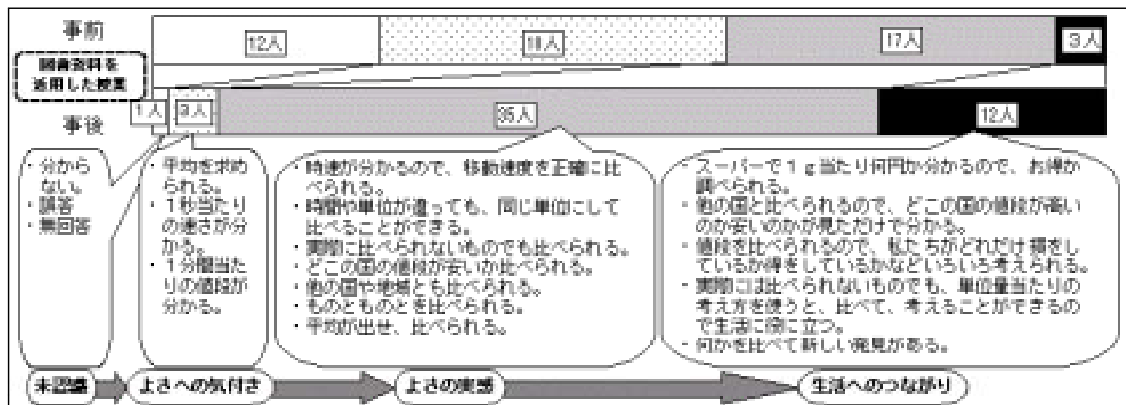 事前
12人
18人
17人
3人
図書資料を
活用した授業
事後
1人
3人
35人
12人
・分から
ない。
・誤答
・無回答
・平均を求め
られる。
・1秒当たり
の速さが分
かる。
・1分間当た
りの値段が
分かる。
・時速が分かるので、移動速度を正確に比
べられる。
・時間や単位が違っても、同じ単位にして
比べることができる。
・実際に比べられないものでも比べられる。
・どこの国の値段が安いか比べられる。
・他の国や地域とも比べられる。
・ものとものとを比べられる。
・平均が出せ、比べられる。
・スーパーで1g当たり何円か分かるので、お得か
調べられる。
・他の国と比べられるので、どこの国の値段が高い
のか安いのかが見ただけで分かる。
・値段を比べられるので、私たちがどれだけ損をし
ているか得をしているかなどいろいろ考えられる。
・実際には比べられないものでも、単位量当たりの
考え方を使うと、比べて、考えることができるの
で生活に役に立つ。
・何かを比べて新しい発見がある。
未認識
よさへの気付き
よさの実感
生活へのつながり